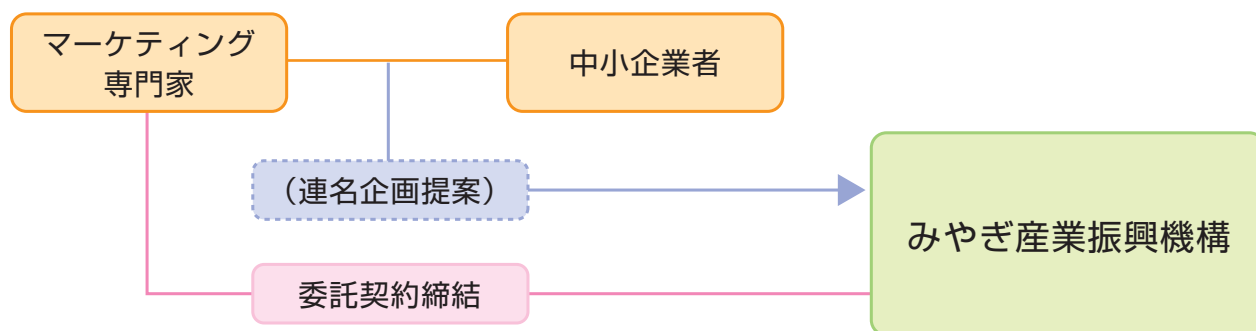 マーケティング
専門家
中小企業者
（連名企画提案）
みやぎ産業振興機構
委託契約締結